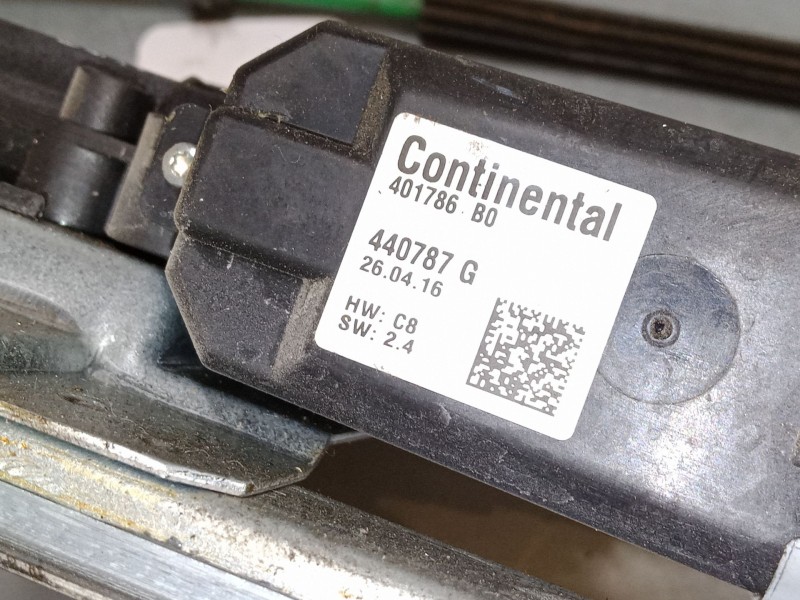 Continental
401786 B0
440787 G
26.04.16
HW: C8
SW: 2.4